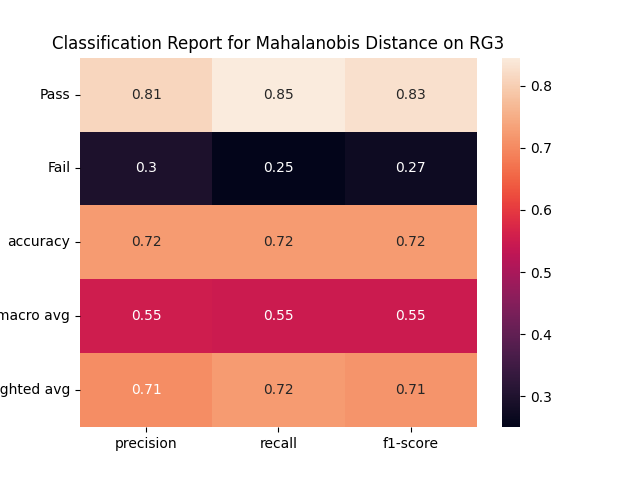 Classification Report for Mahalanobis Distance on RG3
Pass 0.81 0.85 0.83
Fail 0.3 0.25 0.27
accuracy 0.72 0.72 0.72
macro avg 0.55 0.55 0.55
ghted avg 0.71 0.72 0.71
precision recall f1-score
0.8
0.7
0.6
0.5
0.4
0.3